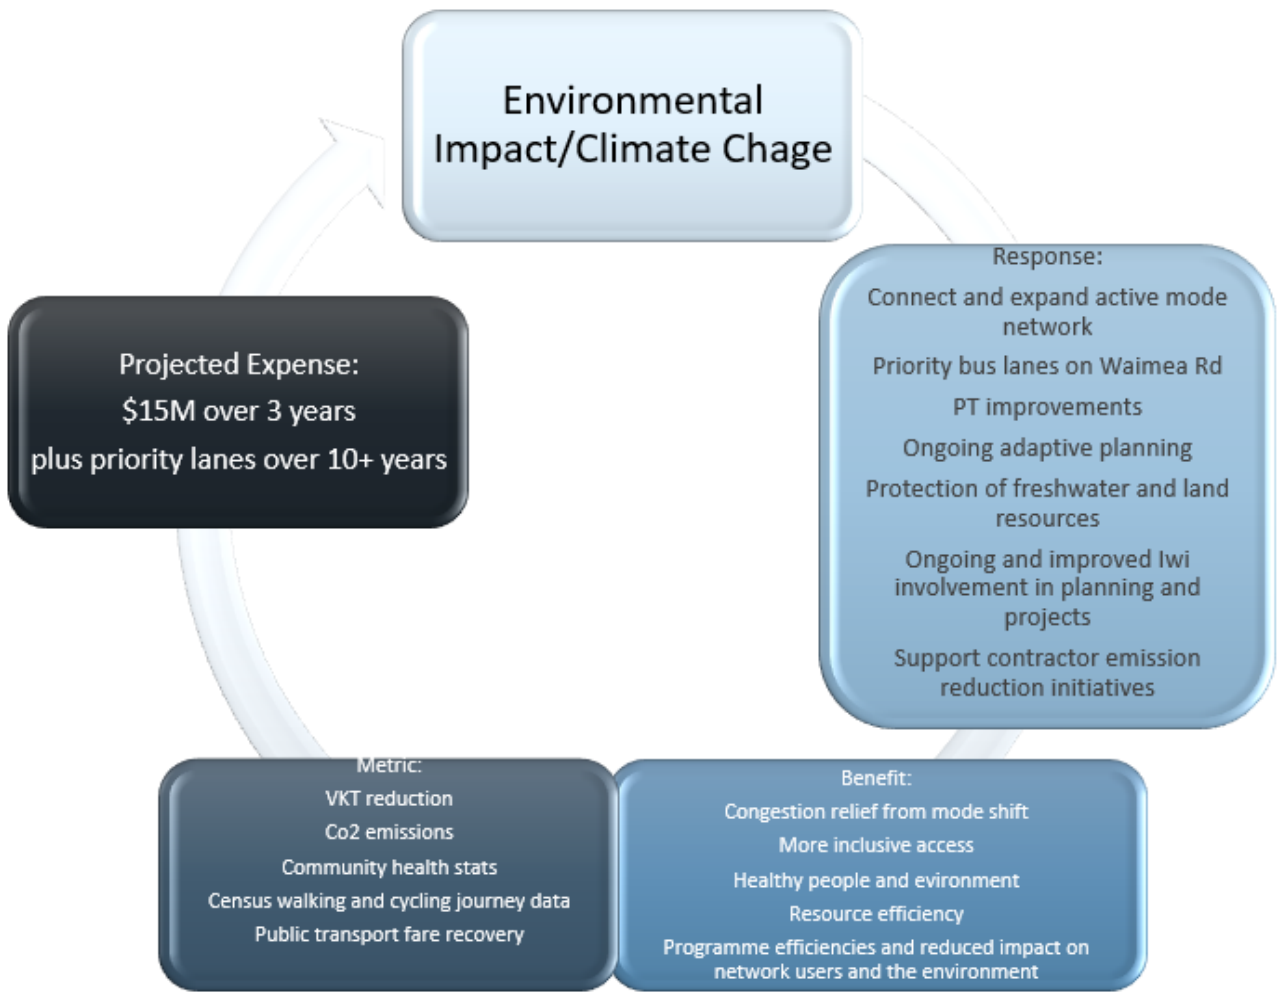 Environmental
Impact/Climate Chage
Response:
Connect and expand active mode
network
Priority bus lanes on Waimea Rd
PT improvements
Ongoing adaptive planning
Protection of freshwater and land
resources
Ongoing and improved Iwi
involvement in planning and
projects
Support contractor emission
reduction initiatives
Benefit:
Congestion relief from mode shift
More inclusive access
Healthy people and evironment
Resource efficiency
Programme efficiencies and reduced impact on
network users and the environment
Metric:
VKT reduction
Co2 emissions
Community health stats
Census walking and cycling journey data
Public transport fare recovery
Projected Expense:
$15M over 3 years
plus priority lanes over 10+ years